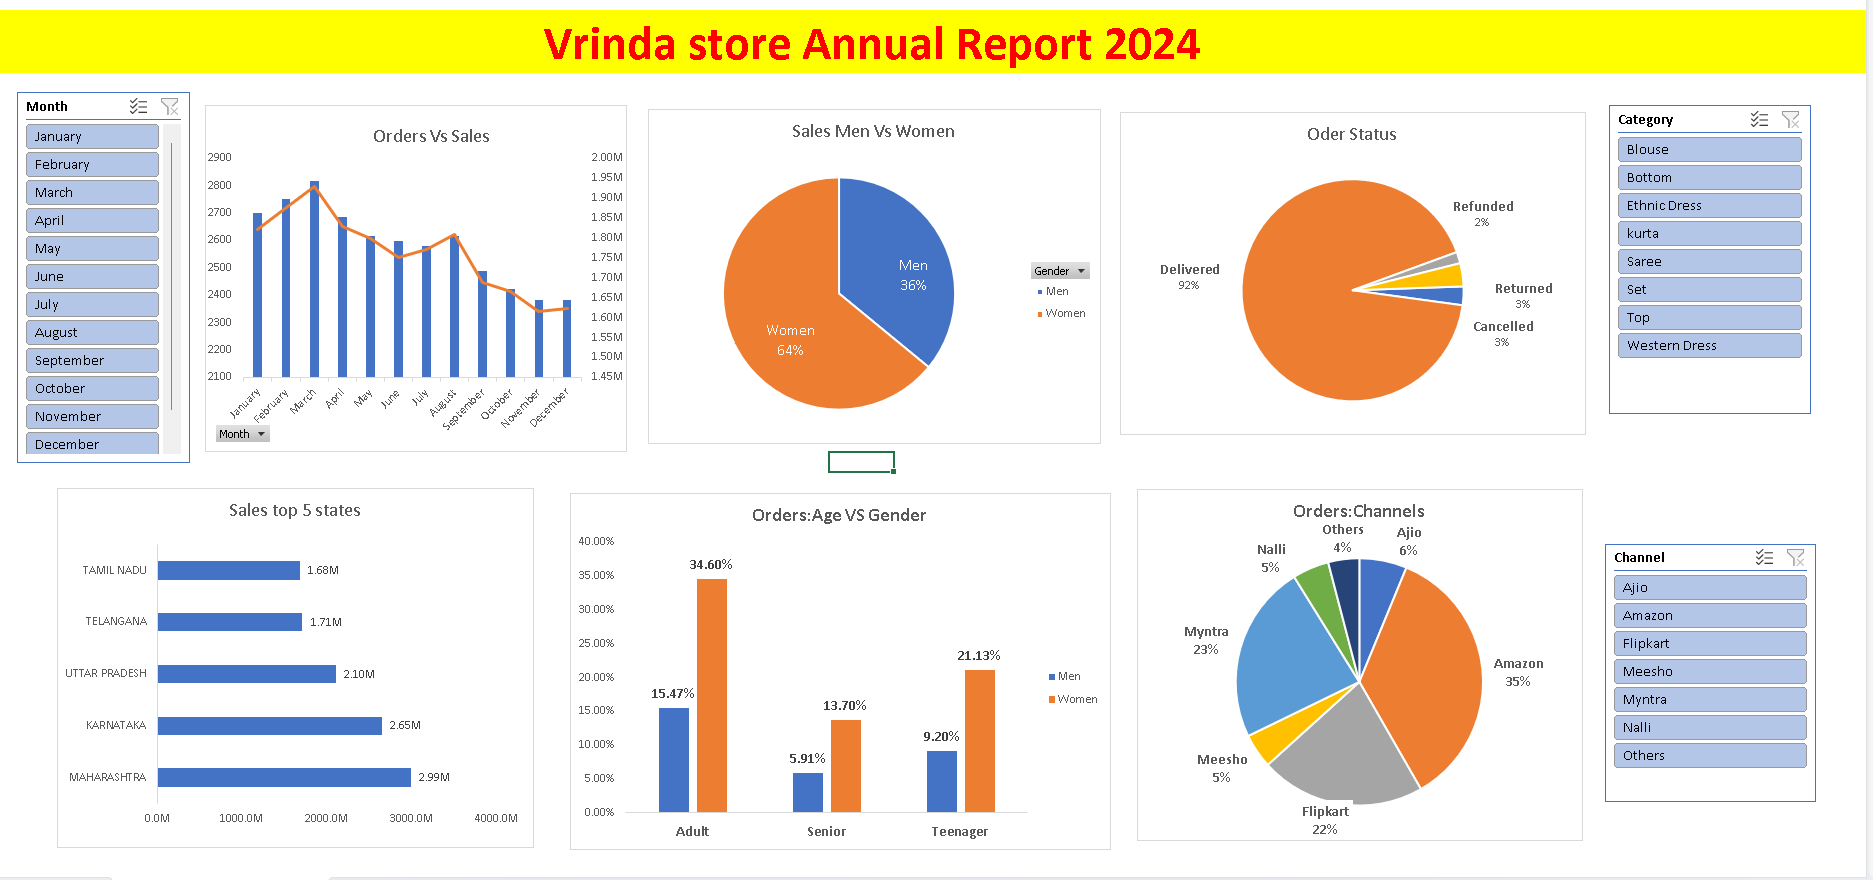 Vrinda store Annual Report 2024
Month
January
February
March
April
May
June
July
August
September
October
November
December
Orders Vs Sales
2900
2800
2700
2600
2500
2400
2300
2200
2100
2.00M
1.95M
1.90M
1.85M
1.80M
1.75M
1.70M
1.65M
1.60M
1.55M
1.50M
1.45M
January
February
March
April
May
June
July
August
September
October
November
December
Month
Sales Men Vs Women
Men
36%
Women
64%
Gender
Men
Women
Oder Status
Refunded
2%
Delivered
92%
Returned
3%
Cancelled
3%
Category
Blouse
Bottom
Ethnic Dress
kurta
Saree
Set
Top
Western Dress
Sales top 5 states
TAMIL NADU
1.68M
TELANGANA
1.71M
UTTAR PRADESH
2.10M
KARNATAKA
2.65M
MAHARASHTRA
2.99M
0.0M
1000.0M
2000.0M
3000.0M
4000.0M
Orders:Age VS Gender
40.00%
35.00%
30.00%
25.00%
20.00%
15.00%
10.00%
5.00%
0.00%
34.60%
15.47%
5.91%
13.70%
9.20%
21.13%
Adult
Senior
Teenager
Men
Women
Orders:Channels
Others
4%
Ajio
6%
Nalli
5%
Myntra
23%
Amazon
35%
Meesho
5%
Flipkart
22%
Channel
Ajio
Amazon
Flipkart
Meesho
Myntra
Nalli
Others